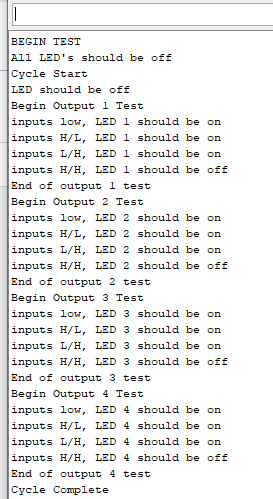 BEGIN TEST
All LED's should be off
Cycle Start
LED should be off
Begin Output 1 Test
inputs low, LED 1 should be on
inputs H/L, LED 1 should be on
inputs L/H, LED 1 should be on
inputs H/H, LED 1 should be off
End of output 1 test
Begin Output 2 Test
inputs low, LED 2 should be on
inputs H/L, LED 2 should be on
inputs L/H, LED 2 should be on
inputs H/H, LED 2 should be off
End of output 2 test
Begin Output 3 Test
inputs low, LED 3 should be on
inputs H/L, LED 3 should be on
inputs L/H, LED 3 should be on
inputs H/H, LED 3 should be off
End of output 3 test
Begin Output 4 Test
inputs low, LED 4 should be on
inputs H/L, LED 4 should be on
inputs L/H, LED 4 should be on
inputs H/H, LED 4 should be off
End of output 4 test
Cycle Complete